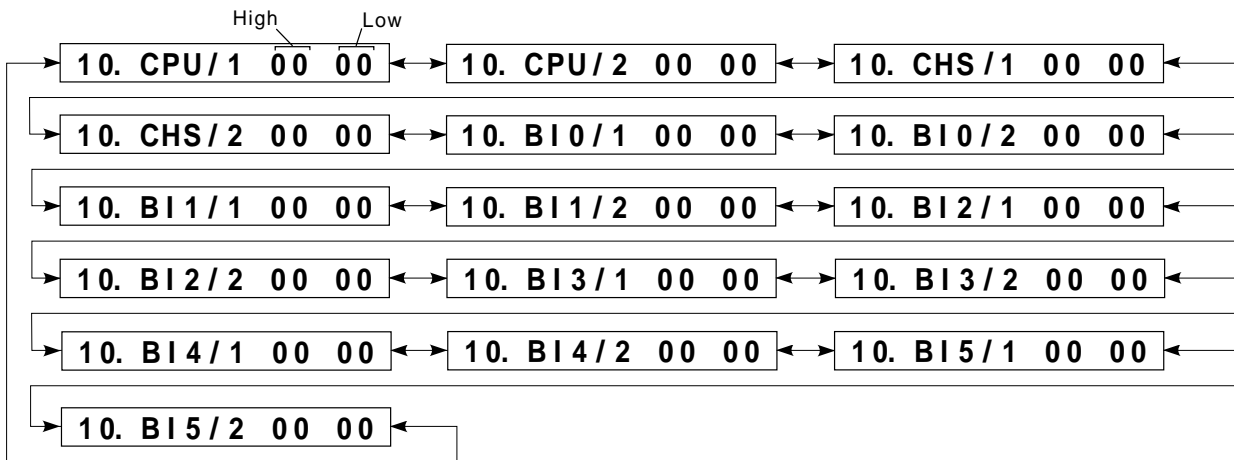 High Low
10. CPU/1 00 00 10. CPU/2 00 00 10. CHS/1 00 00
10. CHS/2 00 00 10. BI0/1 00 00 10. BI0/2 00 00
10. BI1/1 00 00 10. BI1/2 00 00 10. BI2/1 00 00
10. BI2/2 00 00 10. BI3/1 00 00 10. BI3/2 00 00
10. BI4/1 00 00 10. BI4/2 00 00 10. BI5/1 00 00
10. BI5/2 00 00